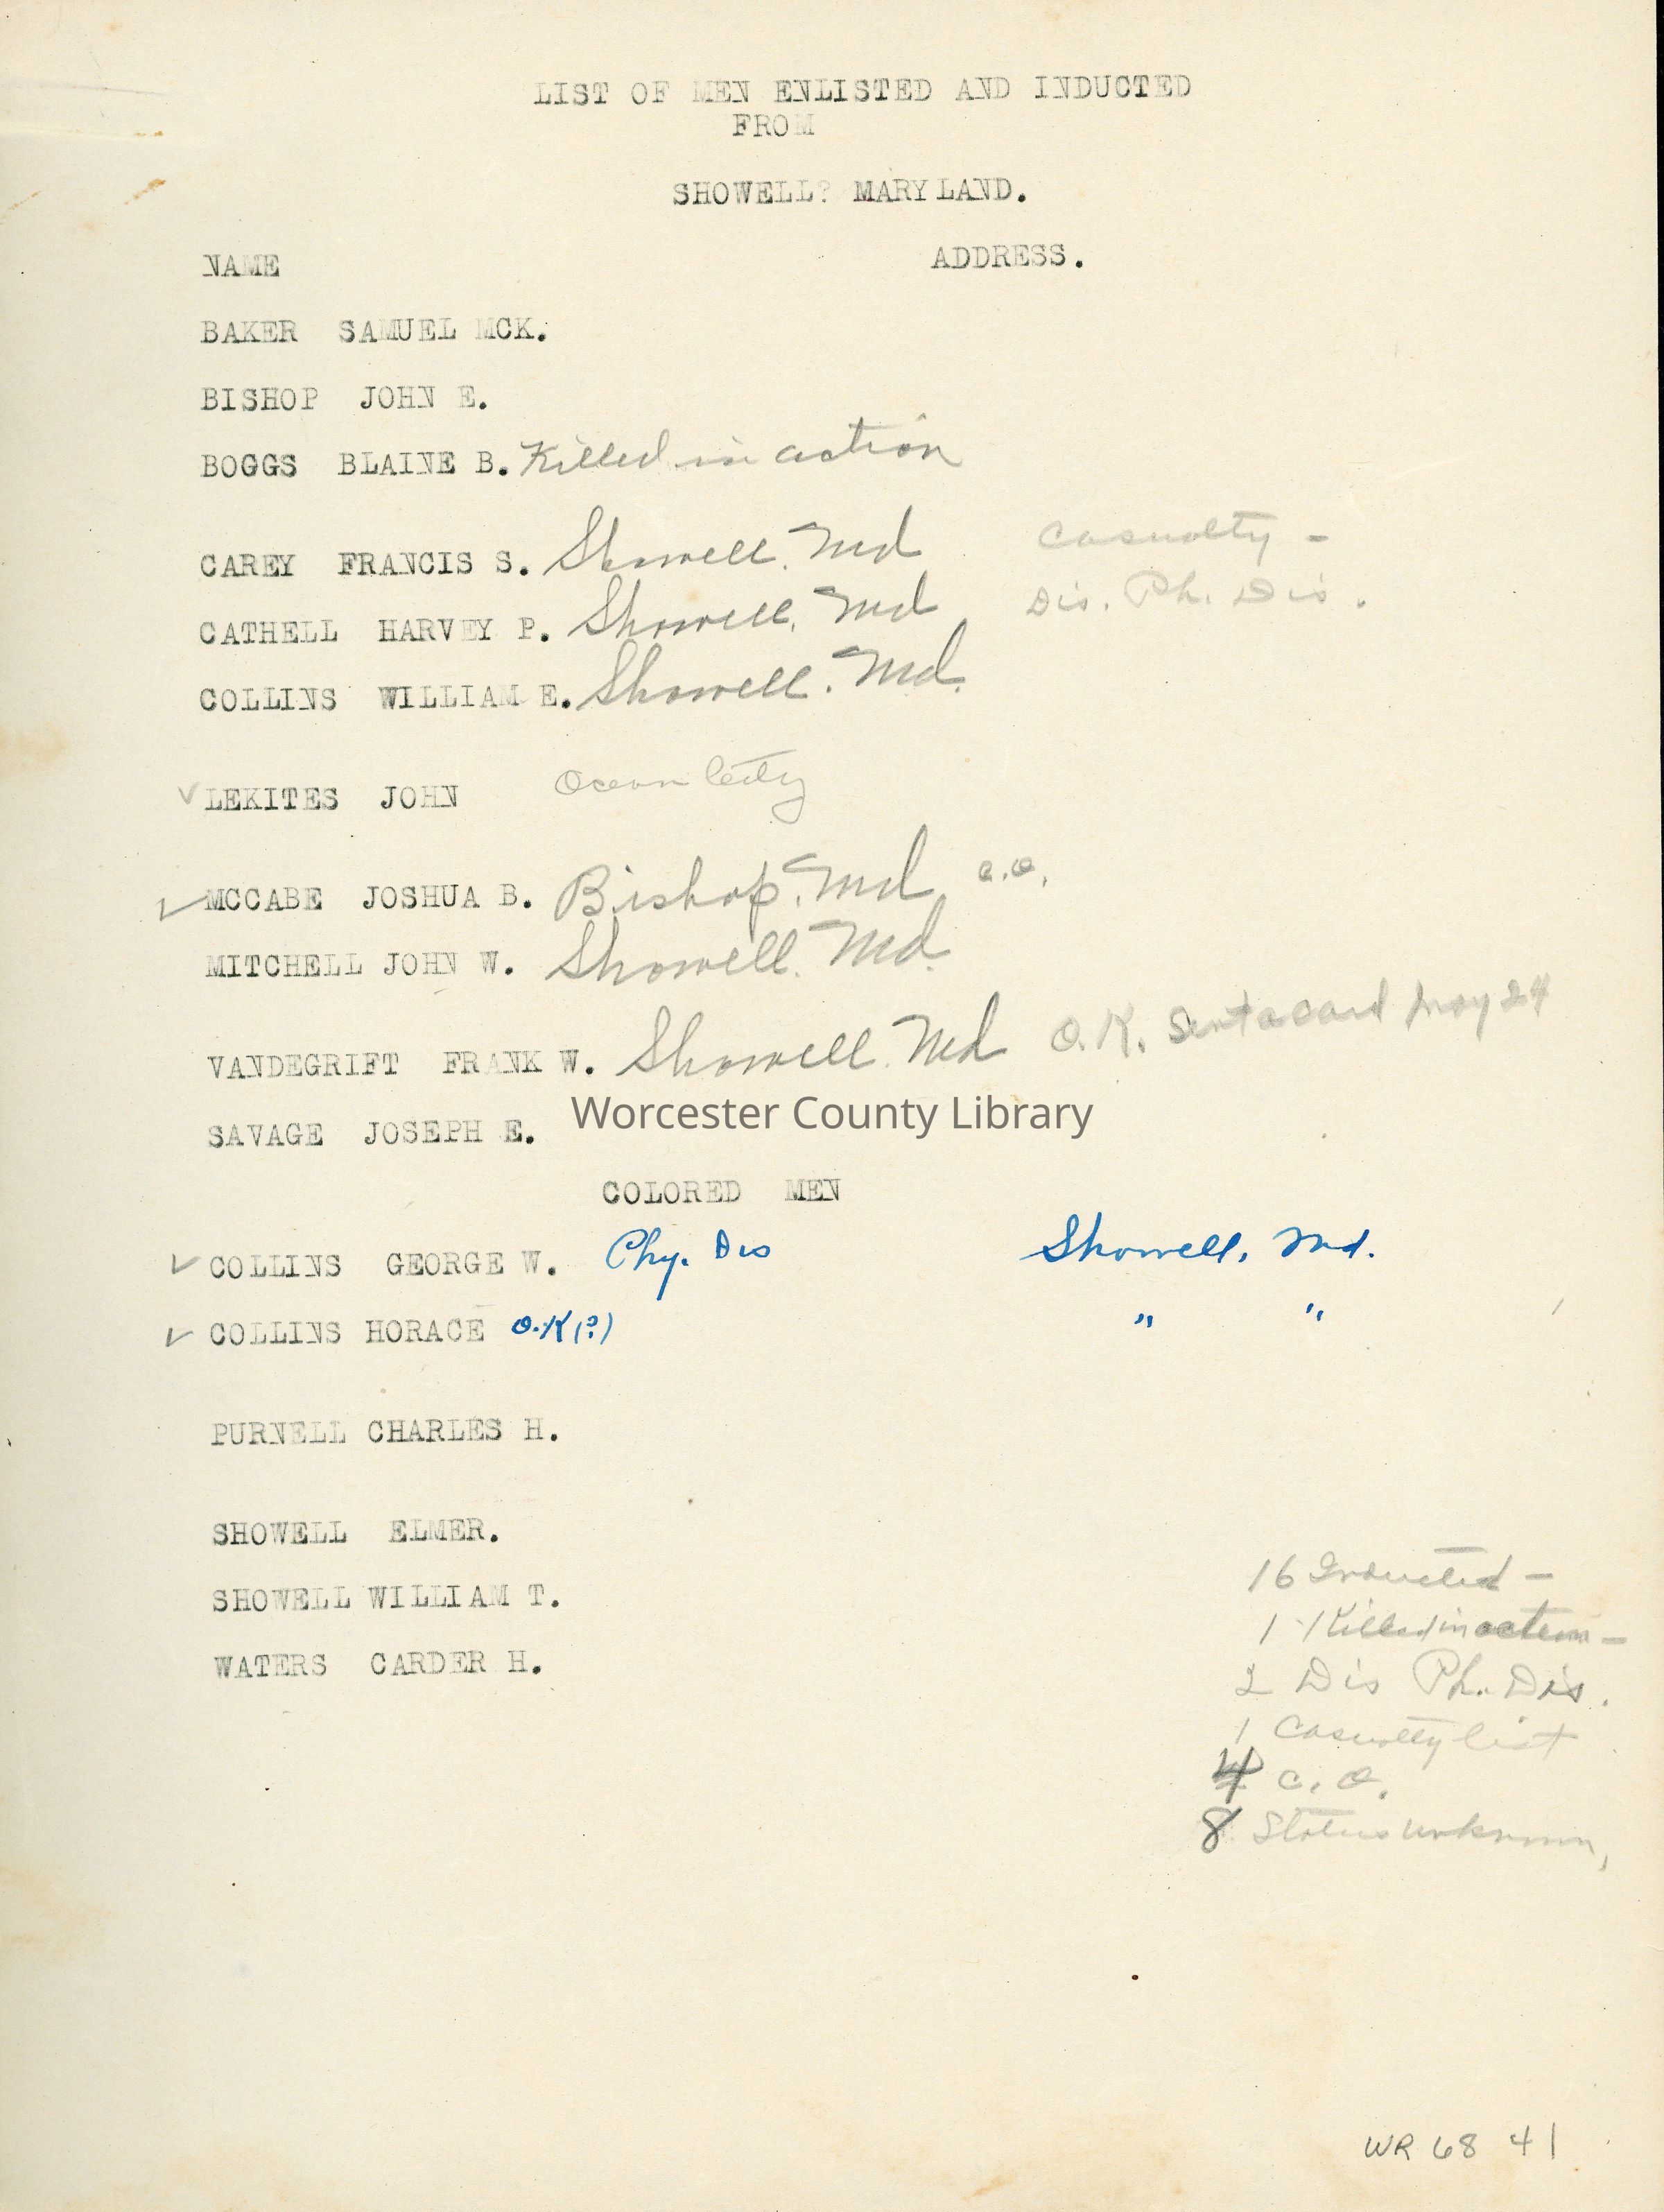 LIST OF MEN ENLISTED AND INDUCTED
FROM
SHOWELL? MARYLAND.
NAME ADDRESS.
BAKER SAMUEL MCK.
BISHOP JOHN E.
BOGGS BLAINE B. Killed in action
CAREY FRANCIS S. Showell. Md Casualty -
CATHELL HARVEY P. Showell, Md Dis. Ph. Dis.
COLLINS WILLIAM E. Showell. Md.
✓ LEKITES JOHN Ocean City
✓ MCCABE JOSHUA B. Bishop, Md c.o.
MITCHELL JOHN W. Showell. Md.
VANDEGRIFT FRANK W. Showell. Md O.K. Sent a card May 24
Worcester County Library
SAVAGE JOSEPH E.
COLORED MEN
✓ COLLINS GEORGE W. Phy. Dis Showell, Md.
✓ COLLINS HORACE O.K(?) " "
PURNELL CHARLES H.
SHOWELL ELMER.
SHOWELL WILLIAM T.
WATERS CARDER H.
16 Inducted -
1 Killed in action -
2 Dis Ph. Dis.
1 Casualty list
4 c.o.
8 Status unknown,
WR 68 41